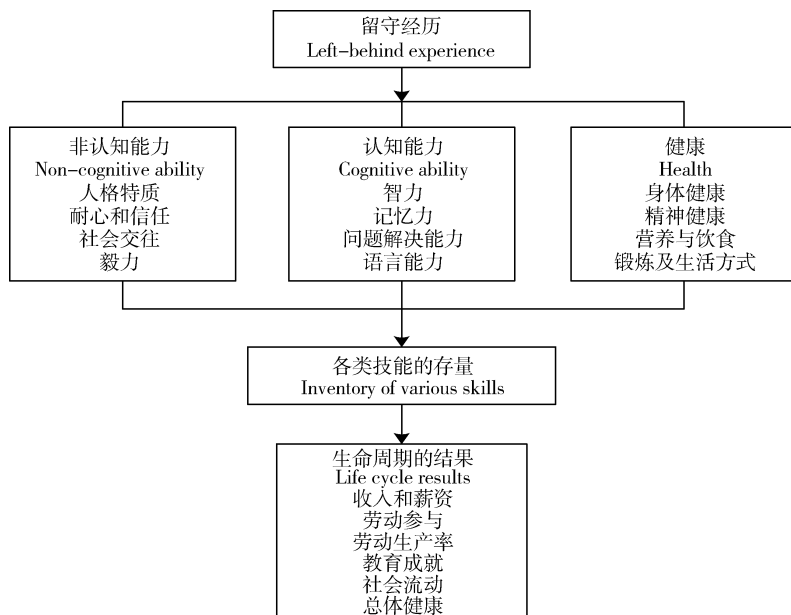 留守经历
Left-behind experience
非认知能力
Non-cognitive ability
人格特质
耐心和信任
社会交往
毅力
认知能力
Cognitive ability
智力
记忆力
问题解决能力
语言能力
健康
Health
身体健康
精神健康
营养与饮食
锻炼及生活方式
各类技能的存量
Inventory of various skills
生命周期的结果
Life cycle results
收入和薪资
劳动参与
劳动生产率
教育成就
社会流动
总体健康